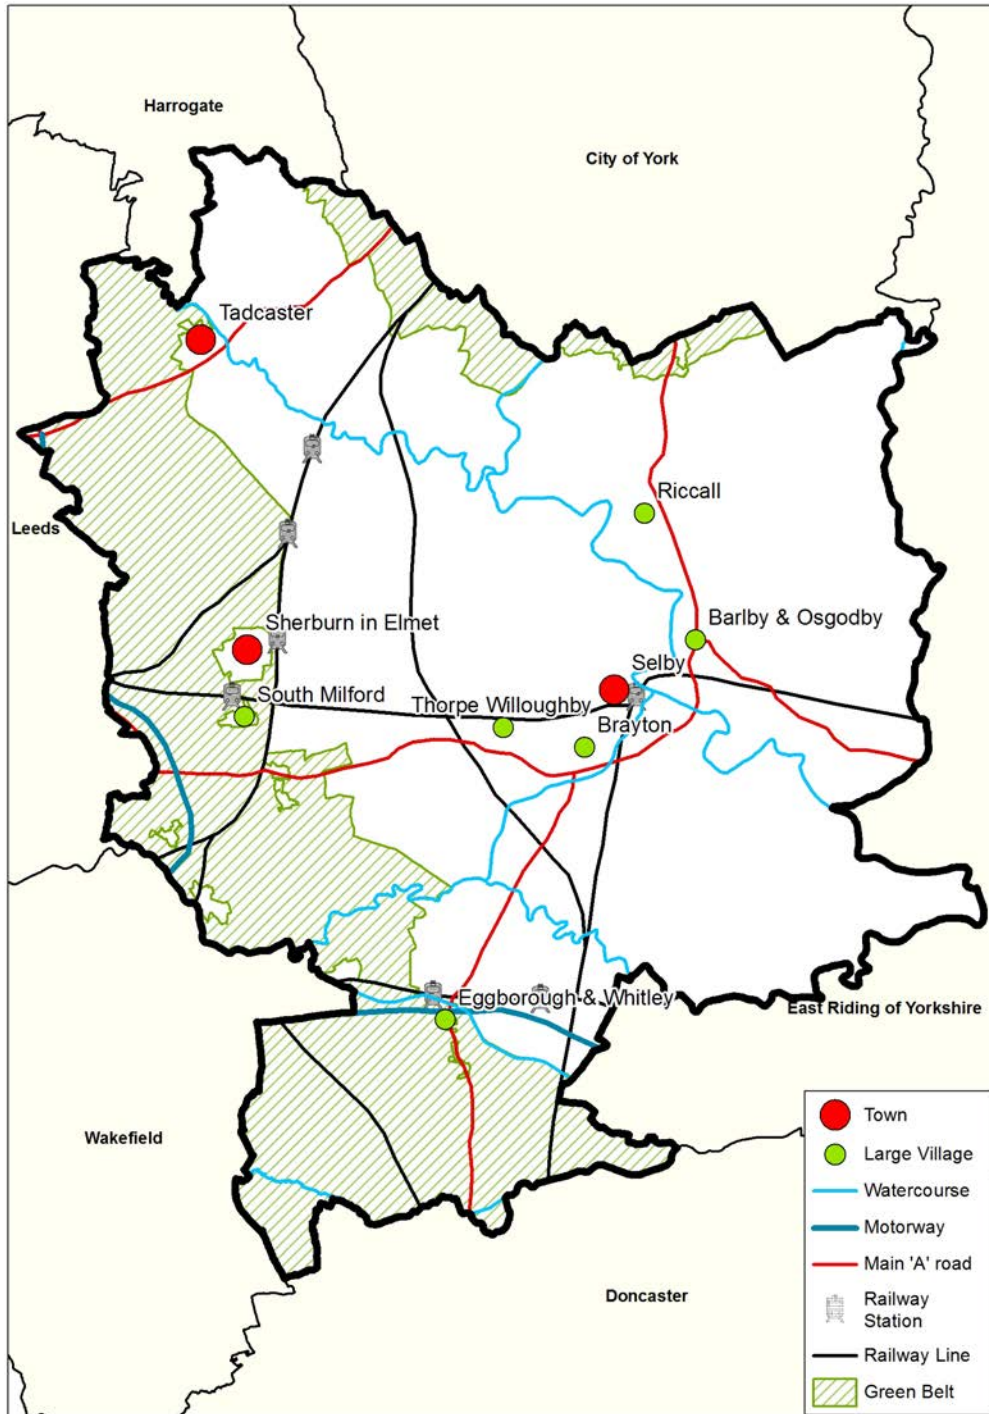 Harrogate
City of York
Tadcaster
Riccall
Leeds
Sherburn in Elmet
Barlby & Osgodby
Selby
South Milford
Thorpe Willoughby
Brayton
Eggborough & Whitley
East Riding of Yorkshire
Wakefield
Doncaster
Town
Large Village
Watercourse
Motorway
Main 'A' road
Railway
Station
Railway Line
Green Belt